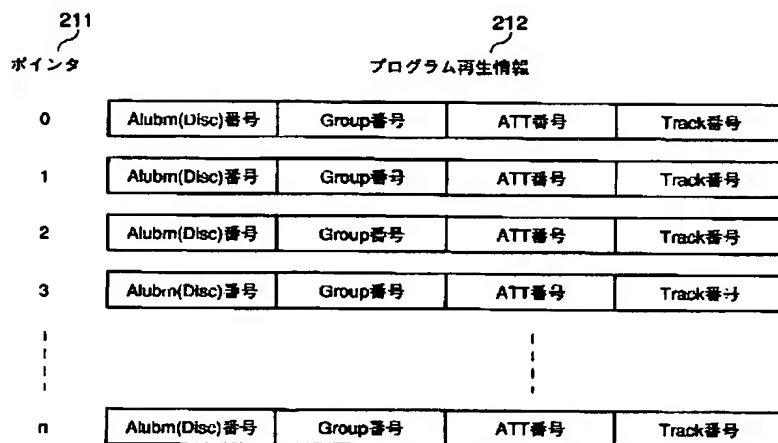 211 212
ポインタ プログラム再生情報
0 Alubm(Disc)番号 Group番号 ATT番号 Track番号
1 Alubm(Disc)番号 Group番号 ATT番号 Track番号
2 Alubm(Disc)番号 Group番号 ATT番号 Track番号
3 Alubm(Disc)番号 Group番号 ATT番号 Track番号
n Alubm(Disc)番号 Group番号 ATT番号 Track番号